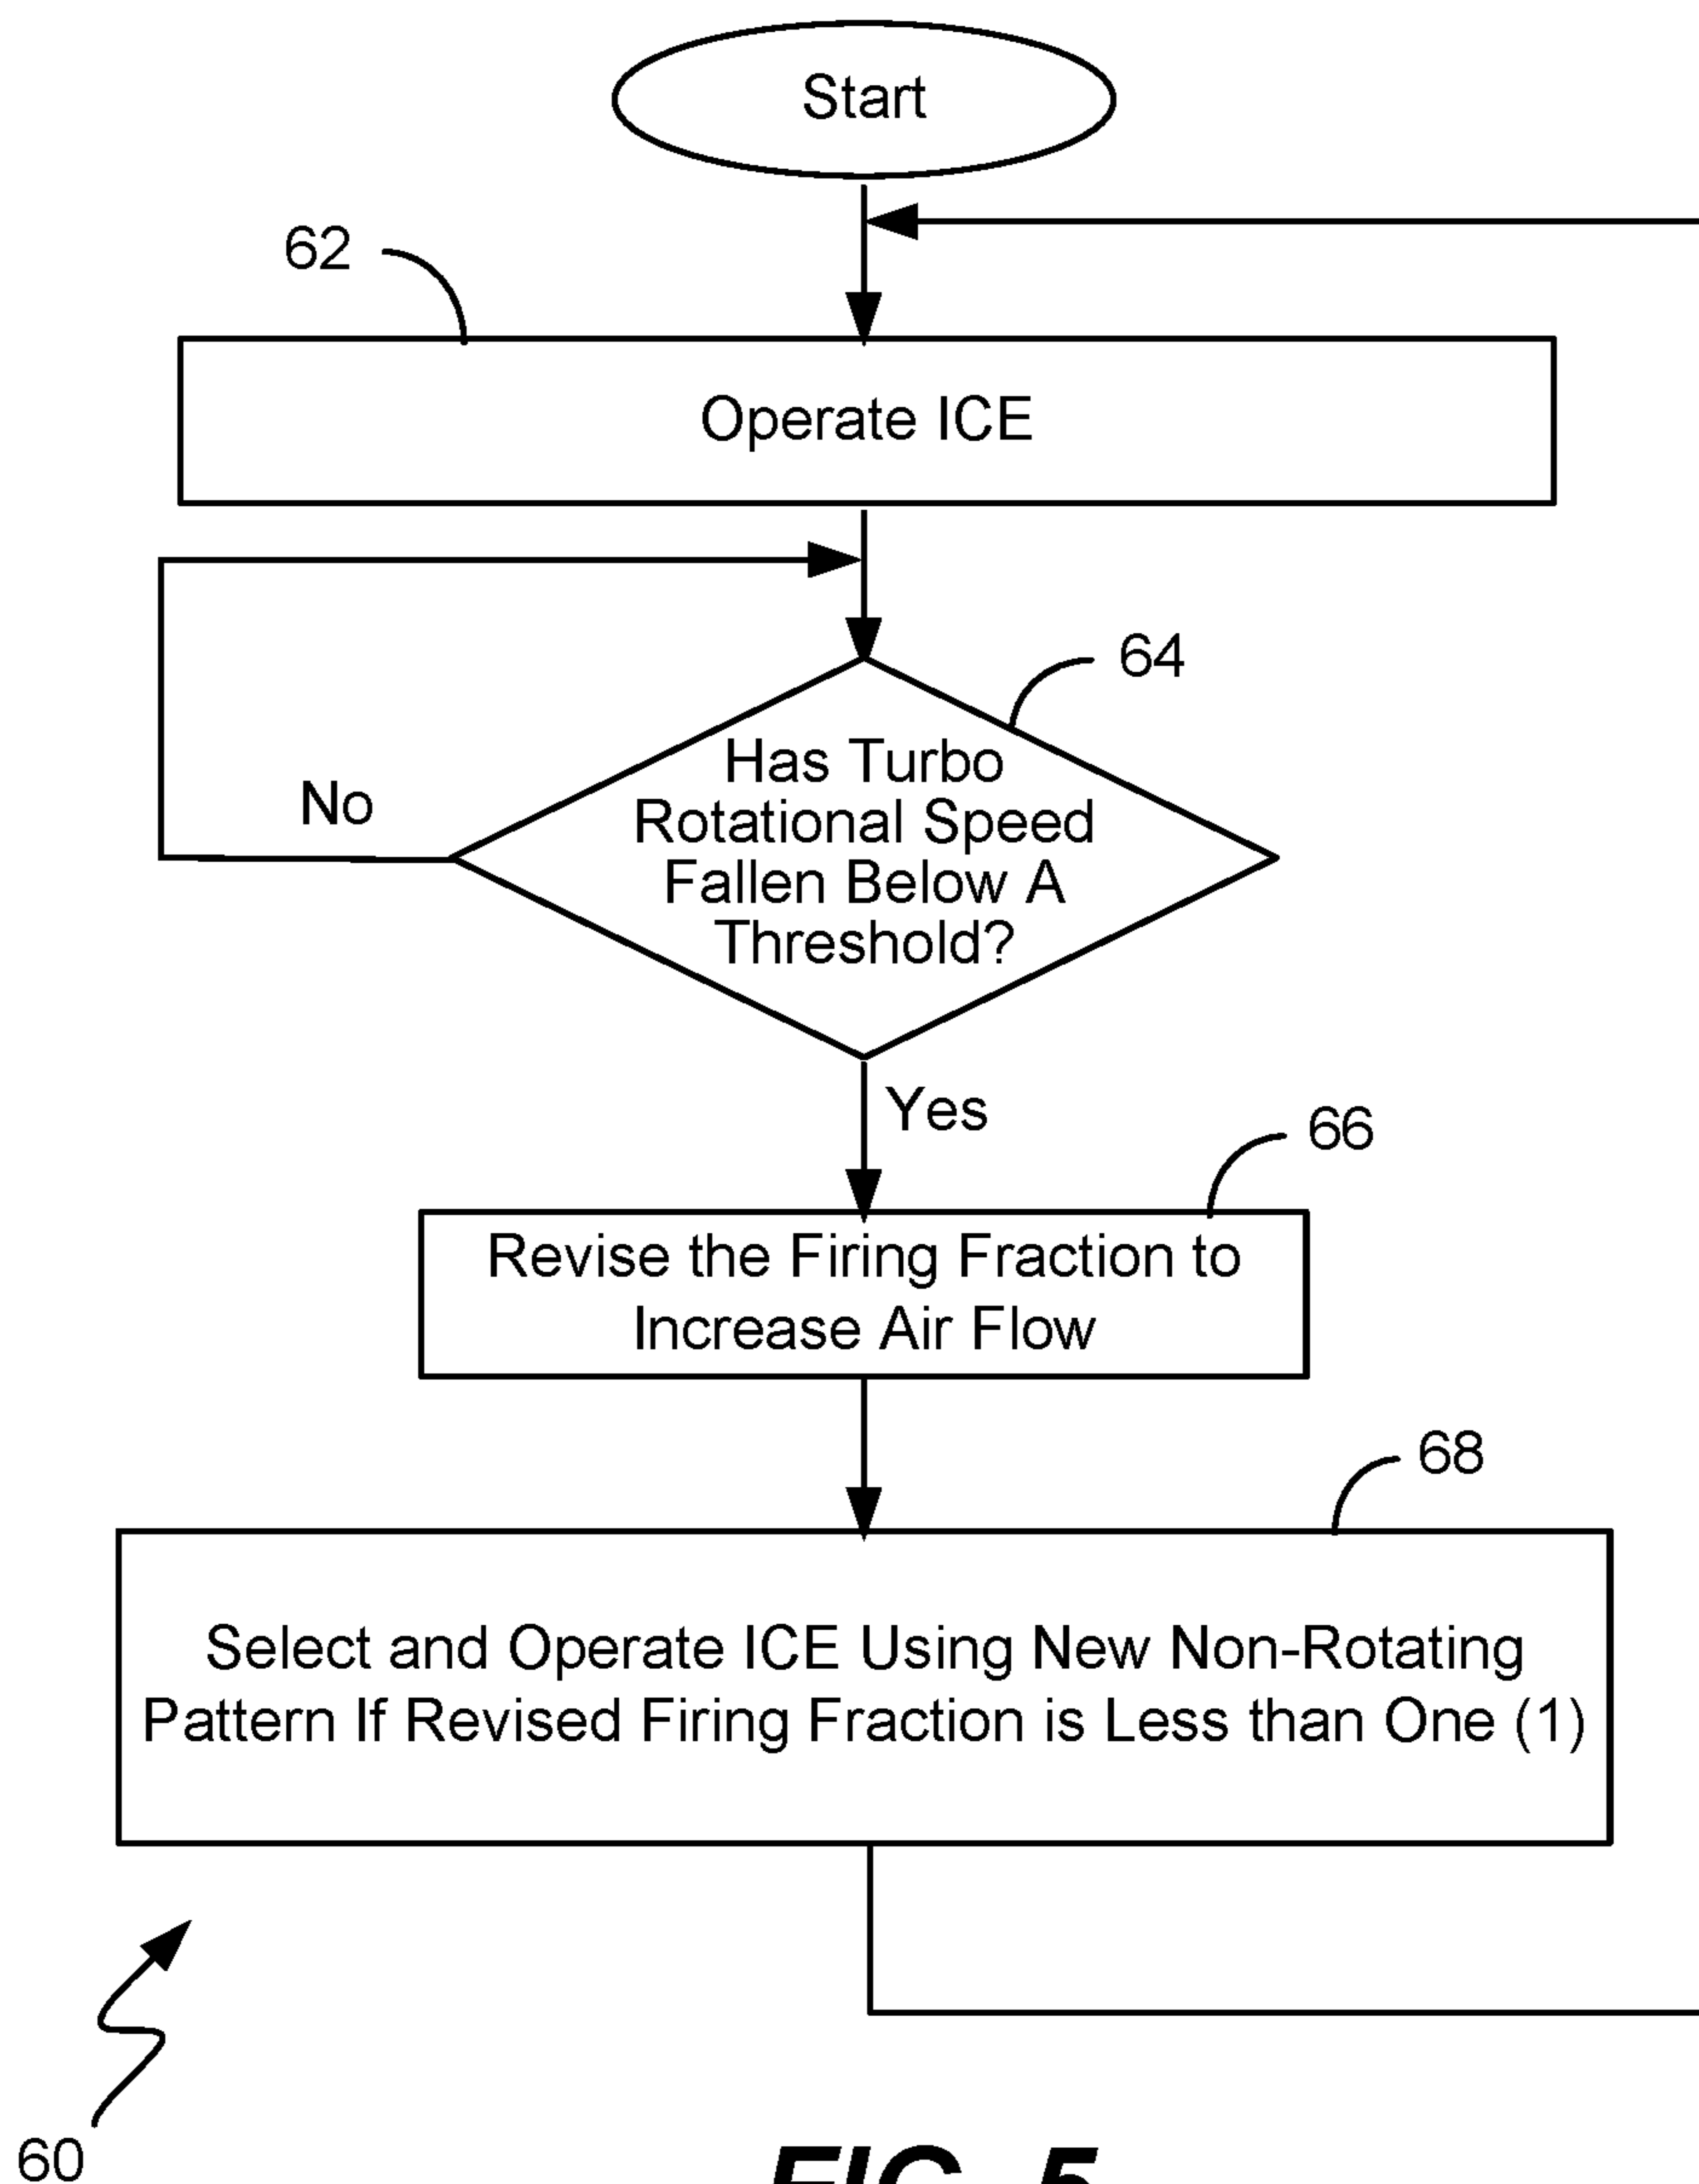 Start
62
Operate ICE
64
No
Has Turbo
Rotational Speed
Fallen Below A
Threshold?
Yes
66
Revise the Firing Fraction to
Increase Air Flow
68
Select and Operate ICE Using New Non-Rotating
Pattern If Revised Firing Fraction is Less than One (1)
60
FIG. 5